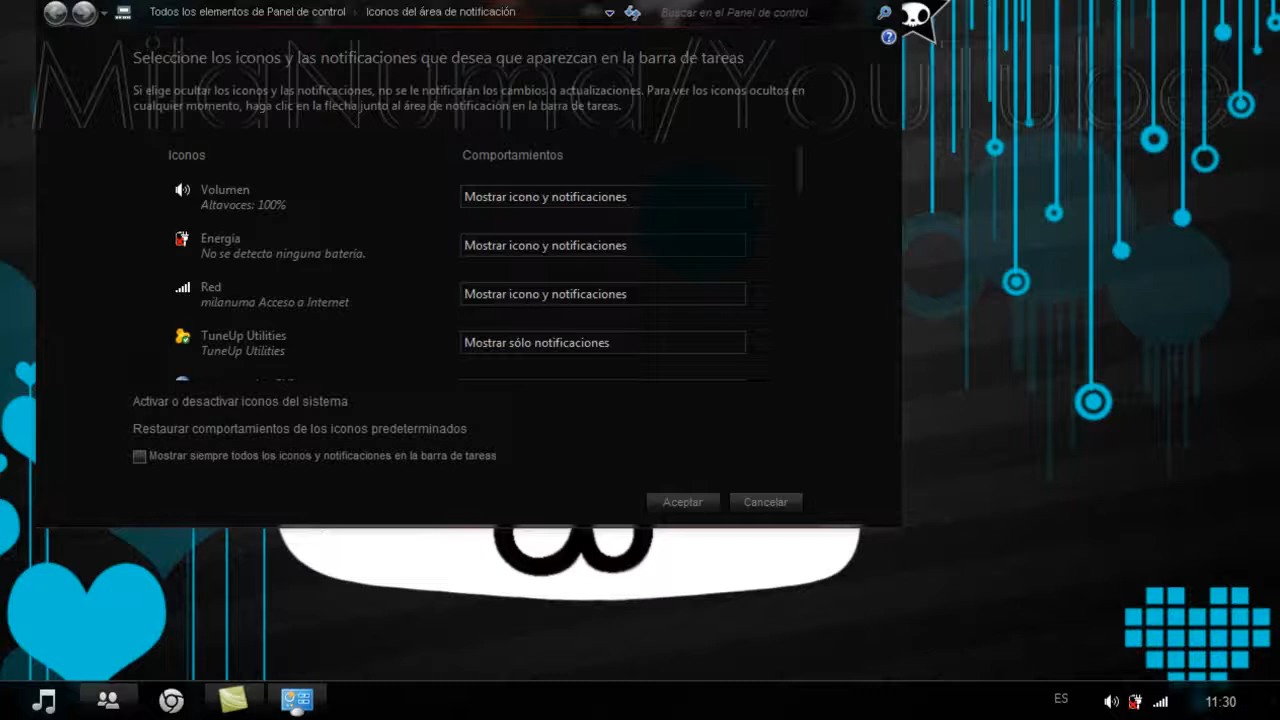 Todos los elementos de Panel de control
Iconos del área de notificación
Buscar en el Panel de control
MilaNuma/Youtube
Seleccione los iconos y las notificaciones que desea que aparezcan en la barra de tareas
Si elige ocultar los iconos y las notificaciones, no se le notificarán los cambios o actualizaciones. Para ver los iconos ocultos en
cualquier momento, haga clic en la flecha junto al área de notificación en la barra de tareas.
Iconos
Comportamientos
Volumen
Altavoces: 100%
Mostrar icono y notificaciones
Energía
No se detecta ninguna batería.
Mostrar icono y notificaciones
Red
milanuma Acceso a Internet
Mostrar icono y notificaciones
TuneUp Utilities
TuneUp Utilities
Mostrar sólo notificaciones
Activar o desactivar iconos del sistema
Restaurar comportamientos de los iconos predeterminados
Mostrar siempre todos los iconos y notificaciones en la barra de tareas
Aceptar
Cancelar
ES
11:30